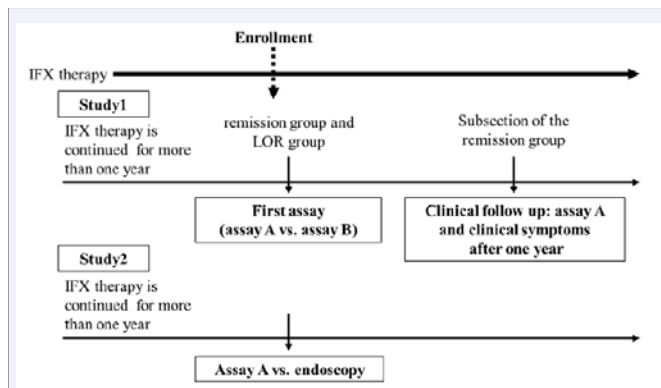 Enrollment
IFX therapy
Study1
IFX therapy is
continued for more
than one year
remission group and
LOR group
Subsection of the
remission group
First assay
(assay A vs. assay B)
Clinical follow up: assay A
and clinical symptoms
after one year
Study2
IFX therapy is
continued for more
than one year
Assay A vs. endoscopy